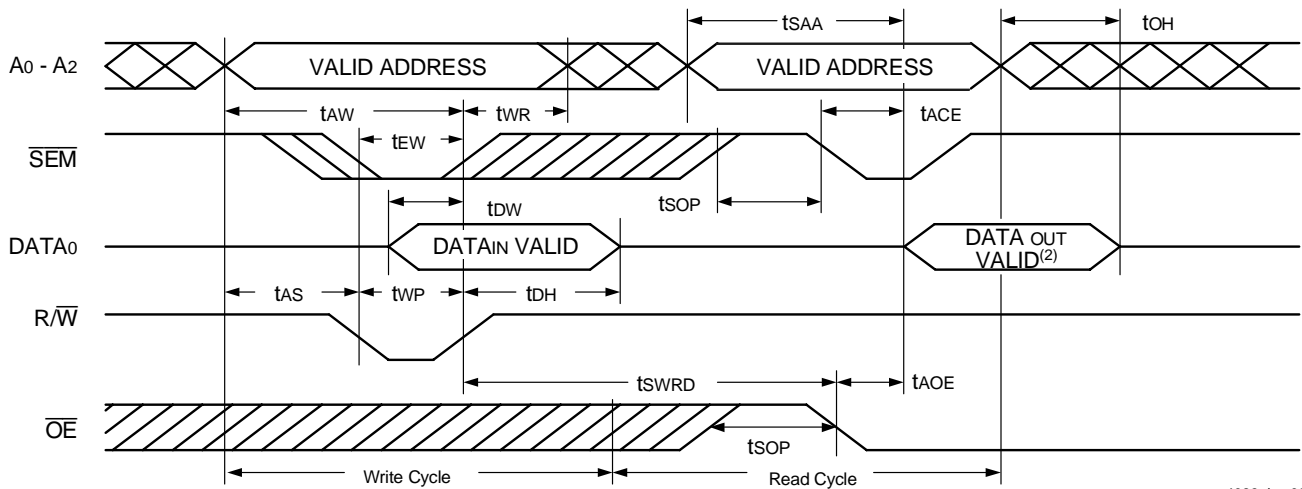 tSAA
tOH
A0 - A2
VALID ADDRESS
VALID ADDRESS
tAW
tWR
tACE
tEW
SEM
tDW
tSOP
DATA0
DATAIN VALID
DATA OUT
VALID(2)
tAS
tWP
tDH
R/W
tSWRD
tAOE
OE
tSOP
Write Cycle
Read Cycle